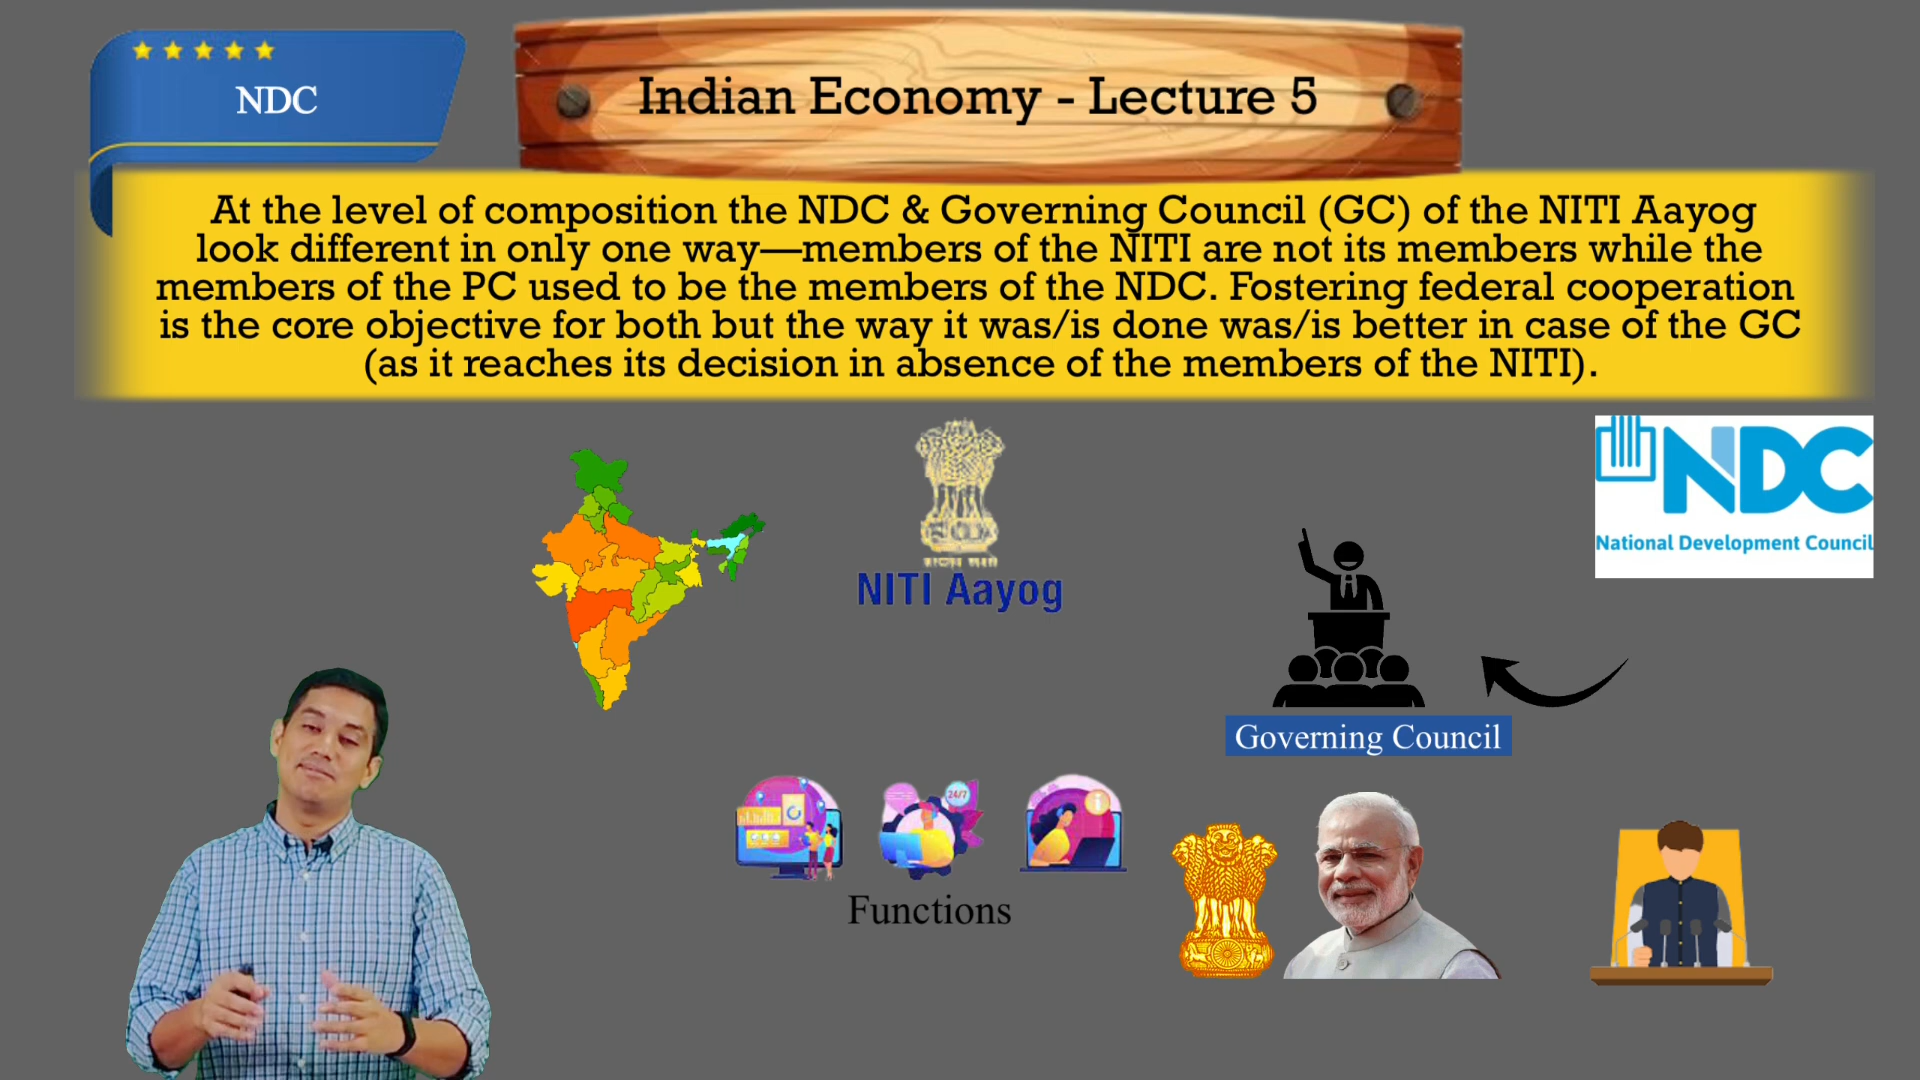 NDC
Indian Economy - Lecture 5
At the level of composition the NDC & Governing Council (GC) of the NITI Aayog
look different in only one way—members of the NITI are not its members while the
members of the PC used to be the members of the NDC. Fostering federal cooperation
is the core objective for both but the way it was/is done was/is better in case of the GC
(as it reaches its decision in absence of the members of the NITI).
NITI Aayog
NDC
National Development Council
Governing Council
24/7
Functions